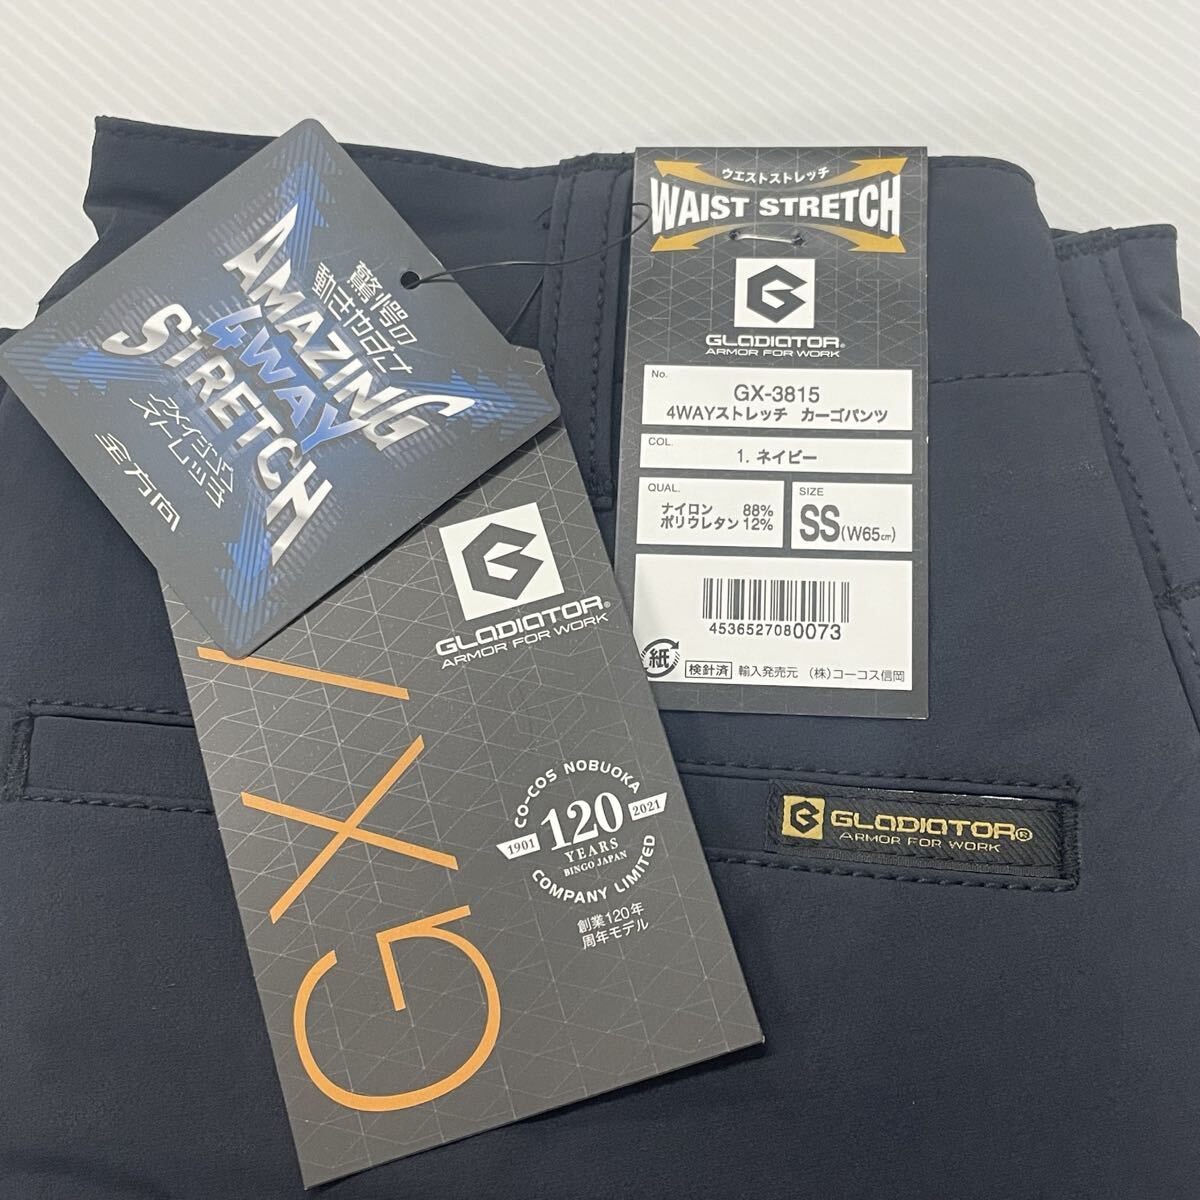 驚愕の
動きやすさ
AMAZING
4WAY
STRETCH
アメイジング
ストレッチ
全方向
ウエストストレッチ
WAIST STRETCH
G
GLADIATOR®
ARMOR FOR WORK
No.
GX-3815
4WAYストレッチ カーゴパンツ
COL.
1. ネイビー
QUAL.
ナイロン 88%
ポリウレタン 12%
SIZE
SS(W65㎝)
4536527080073
紙
検針済 輸入発売元 (株)コーコス信岡
G
GLADIATOR®
ARMOR FOR WORK
GX/
CO-COS NOBUOKA
1901 120 2021
YEARS
BINGO JAPAN
COMPANY LIMITED
創業120年
周年モデル
G GLADIATOR®
ARMOR FOR WORK